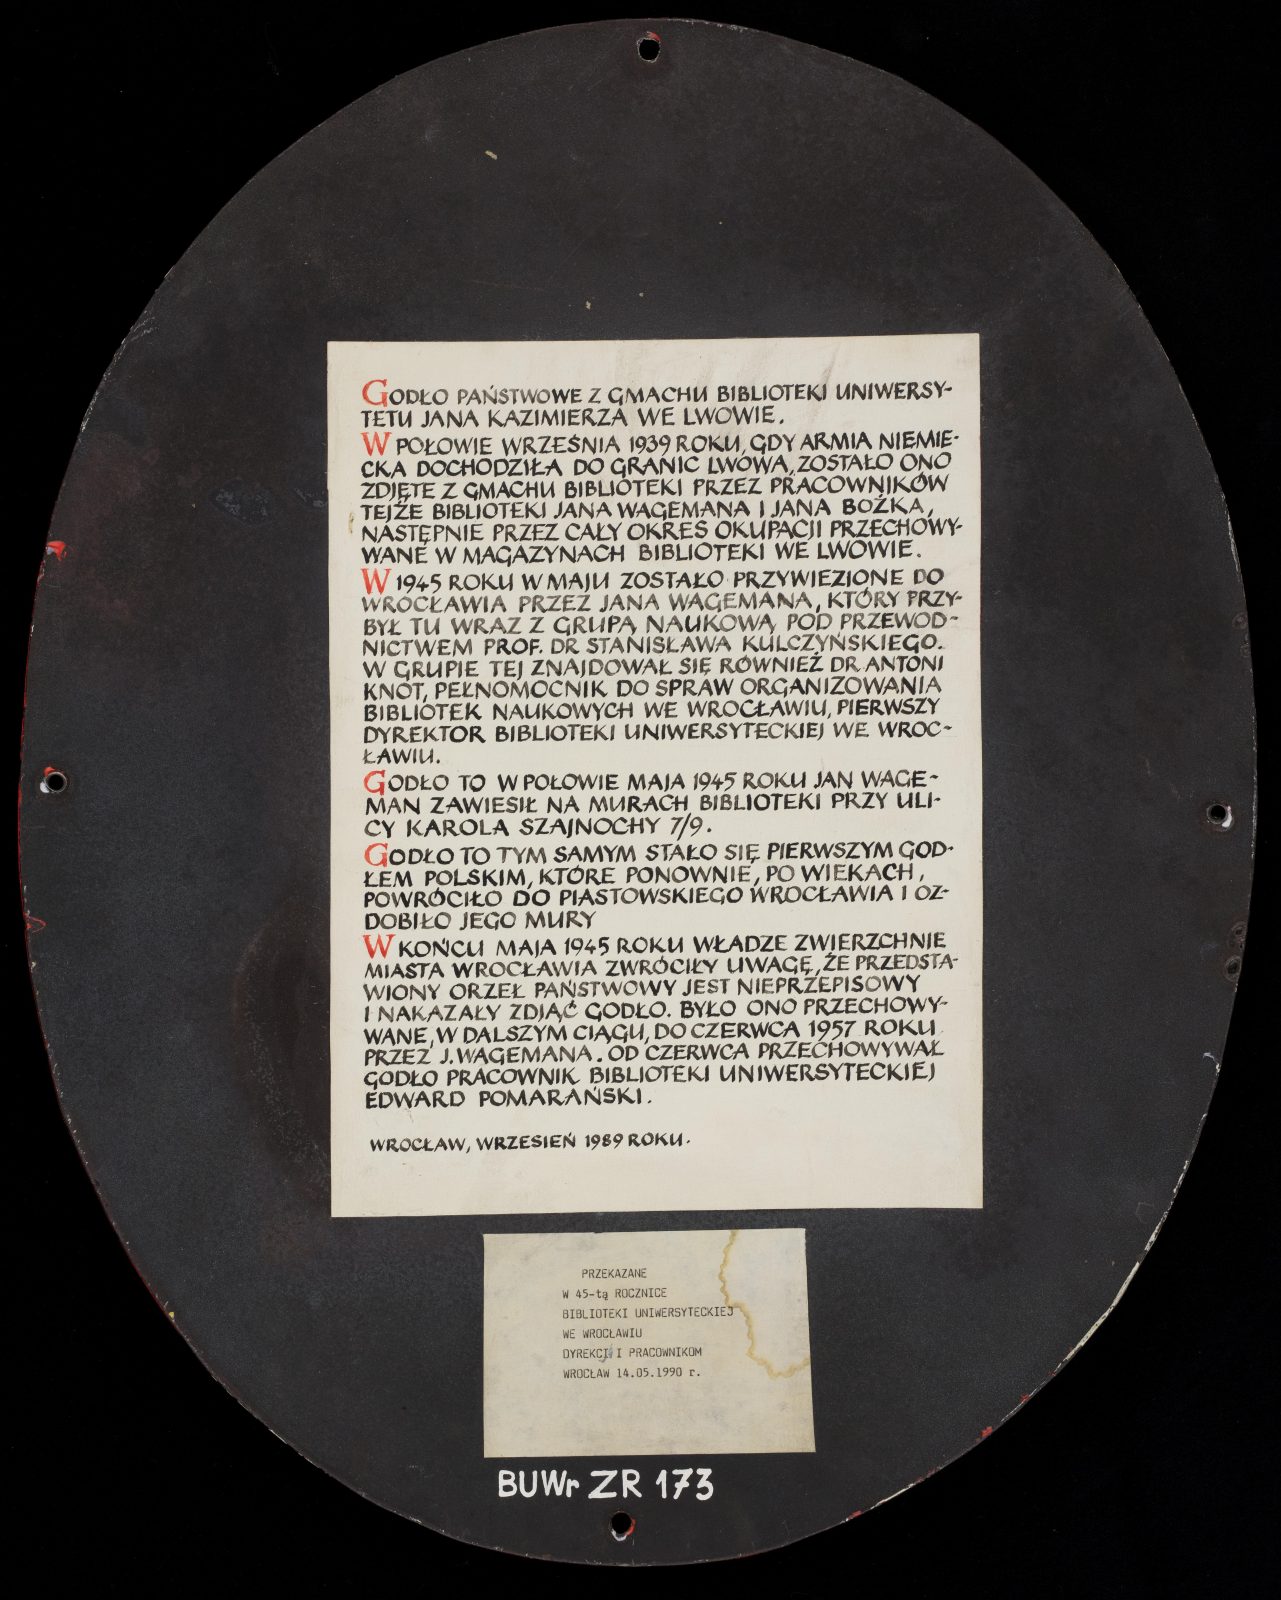 GODŁO PAŃSTWOWE Z GMACHU BIBLIOTEKI UNIWERSY-
TETU JANA KAZIMIERZA WE LWOWIE.
W POŁOWIE WRZEŚNIA 1939 ROKU, GDY ARMIA NIEMIE-
CKA DOCHODZIŁA DO GRANIC LWOWA, ZOSTAŁO ONO
ZDJĘTE Z GMACHU BIBLIOTEKI PRZEZ PRACOWNIKÓW
TEJŻE BIBLIOTEKI JANA WAGEMANA I JANA BOŻKA,
NASTĘPNIE PRZEZ CAŁY OKRES OKUPACJI PRZECHOWY-
WANE W MAGAZYNACH BIBLIOTEKI WE LWOWIE.
W 1945 ROKU W MAJU ZOSTAŁO PRZYWIEZIONE DO
WROCŁAWIA PRZEZ JANA WAGEMANA, KTÓRY PRZY-
BYŁ TU WRAZ Z GRUPĄ NAUKOWĄ POD PRZEWOD-
NICTWEM PROF. DR STANISŁAWA KULCZYŃSKIEGO.
W GRUPIE TEJ ZNAJDOWAŁ SIĘ RÓWNIEŻ DR ANTONI
KNOT, PEŁNOMOCNIK DO SPRAW ORGANIZOWANIA
BIBLIOTEK NAUKOWYCH WE WROCŁAWIU, PIERWSZY
DYREKTOR BIBLIOTEKI UNIWERSYTECKIEJ WE WROC-
ŁAWIU.
GODŁO TO W POŁOWIE MAJA 1945 ROKU JAN WAGE-
MAN ZAWIESIŁ NA MURACH BIBLIOTEKI PRZY ULI-
CY KAROLA SZAJNOCHY 7/9.
GODŁO TO TYM SAMYM STAŁO SIĘ PIERWSZYM GOD-
ŁEM POLSKIM, KTÓRE PONOWNIE, PO WIEKACH,
POWRÓCIŁO DO PIASTOWSKIEGO WROCŁAWIA I OZ-
DOBIŁO JEGO MURY
W KOŃCU MAJA 1945 ROKU WŁADZE ZWIERZCHNIE
MIASTA WROCŁAWIA ZWRÓCIŁY UWAGĘ, ŻE PRZEDSTA-
WIONY ORZEŁ PAŃSTWOWY JEST NIEPRZEPISOWY
I NAKAZAŁY ZDJĄĆ GODŁO. BYŁO ONO PRZECHOWY-
WANE, W DALSZYM CIĄGU, DO CZERWCA 1957 ROKU
PRZEZ J. WAGEMANA. OD CZERWCA PRZECHOWYWAŁ
GODŁO PRACOWNIK BIBLIOTEKI UNIWERSYTECKIEJ
EDWARD POMARAŃSKI.
WROCŁAW, WRZESIEŃ 1989 ROKU.
PRZEKAZANE
W 45-tą ROCZNICE
BIBLIOTEKI UNIWERSYTECKIEJ
WE WROCŁAWIU
DYREKCJI I PRACOWNIKOM
WROCŁAW 14.05.1990 r.
BUWr ZR 173